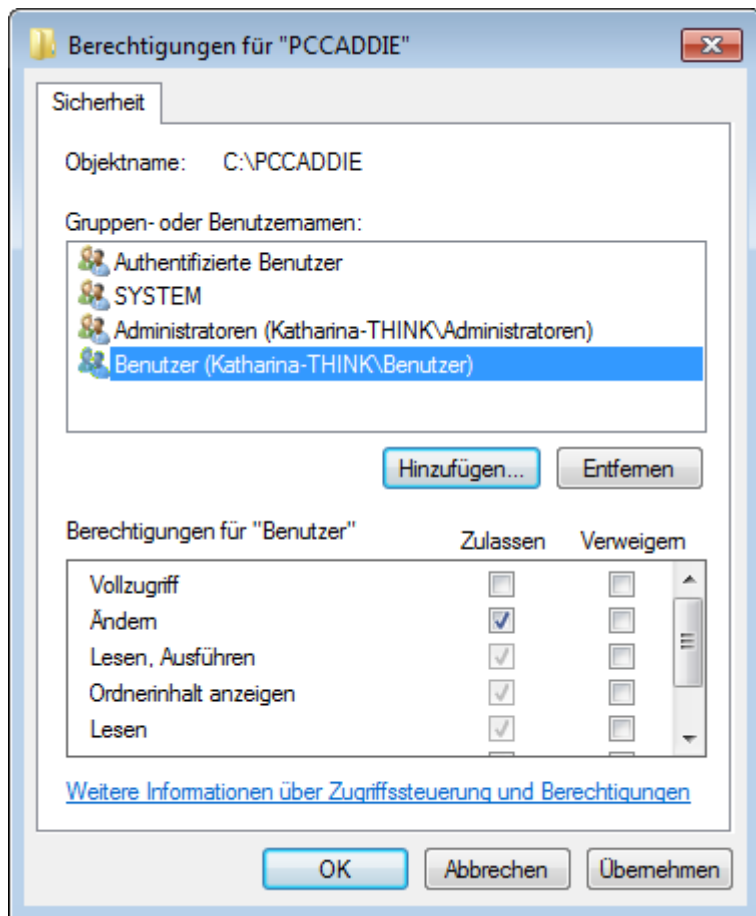 Berechtigungen für "PCCADDIE"
Sicherheit
Objektname: C:\PCCADDIE
Gruppen- oder Benutzernamen:
Authentifizierte Benutzer
SYSTEM
Administratoren (Katharina-THINK\Administratoren)
Benutzer (Katharina-THINK\Benutzer)
Hinzufügen... Entfernen
Berechtigungen für "Benutzer" Zulassen Verweigern
Vollzugriff
Ändern
Lesen, Ausführen
Ordnerinhalt anzeigen
Lesen
Weitere Informationen über Zugriffssteuerung und Berechtigungen
OK Abbrechen Übernehmen